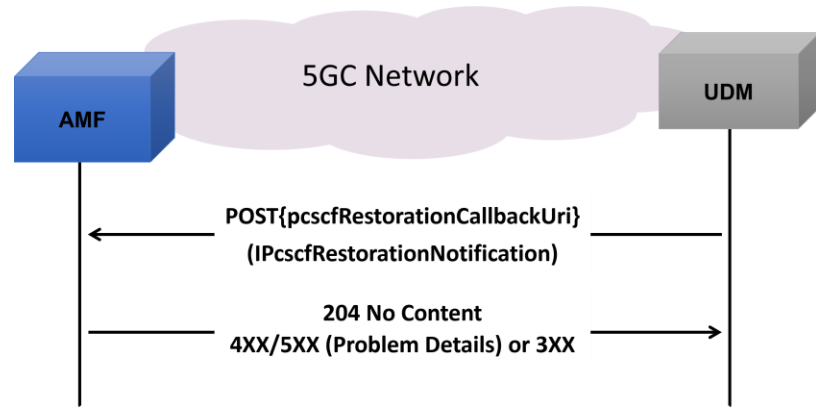 5GC Network
AMF
UDM
POST{pcscfRestorationCallbackUri}
(IPcscfRestorationNotification)
204 No Content
4XX/5XX (Problem Details) or 3XX